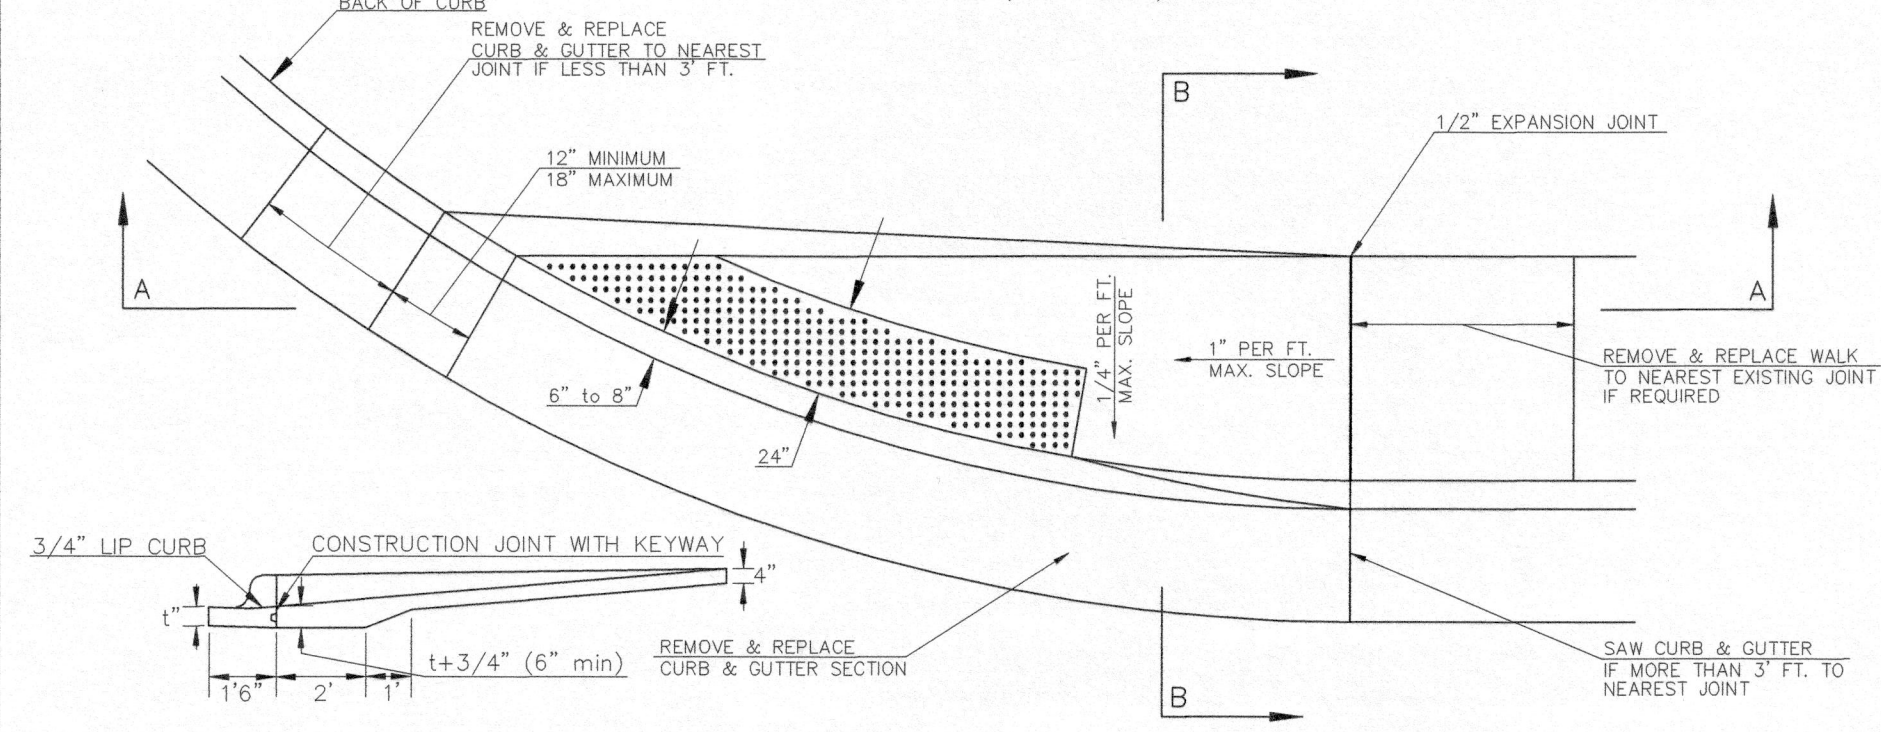 BACK OF CURB
REMOVE & REPLACE
CURB & GUTTER TO NEAREST
JOINT IF LESS THAN 3' FT.
B
1/2" EXPANSION JOINT
12" MINIMUM
18" MAXIMUM
A
A
1/4" PER FT.
MAX. SLOPE
1" PER FT.
MAX. SLOPE
REMOVE & REPLACE WALK
TO NEAREST EXISTING JOINT
IF REQUIRED
6" to 8"
24"
3/4" LIP CURB
CONSTRUCTION JOINT WITH KEYWAY
4"
t"
t+3/4" (6" min)
1'6"
2'
1'
REMOVE & REPLACE
CURB & GUTTER SECTION
SAW CURB & GUTTER
IF MORE THAN 3' FT. TO
NEAREST JOINT
B